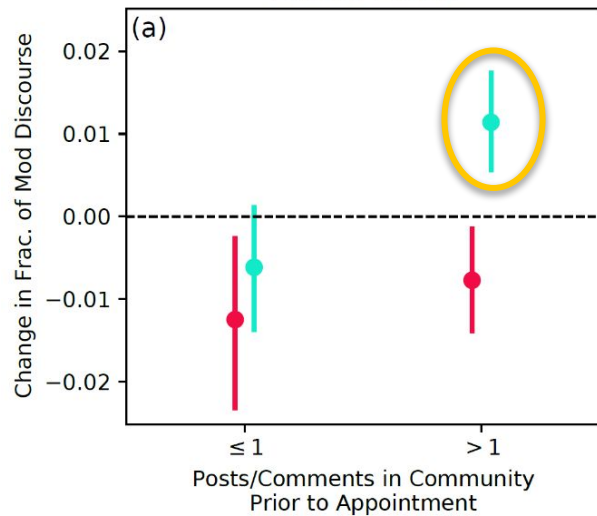 (a)
0.02
0.01
0.00
−0.01
−0.02
Change in Frac. of Mod Discourse
≤ 1
> 1
Posts/Comments in Community
Prior to Appointment